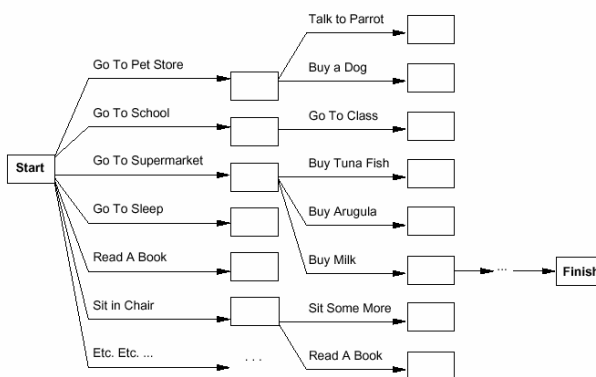 Talk to Parrot
Go To Pet Store
Buy a Dog
Go To School
Go To Class
Start
Go To Supermarket
Buy Tuna Fish
Go To Sleep
Buy Arugula
Read A Book
Buy Milk
...
Finish
Sit in Chair
Sit Some More
Etc. Etc. ...
. . .
Read A Book